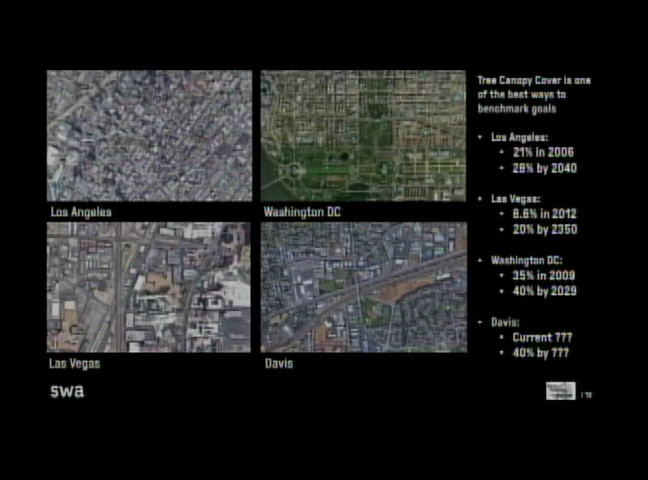 Tree Canopy Cover is one
of the best ways to
benchmark goals
Los Angeles:
21% in 2006
28% by 2040
Las Vegas:
8.6% in 2012
20% by 2350
Washington DC:
35% in 2009
40% by 2029
Davis:
Current ???
40% by ???
Los Angeles
Washington DC
Las Vegas
Davis
swa